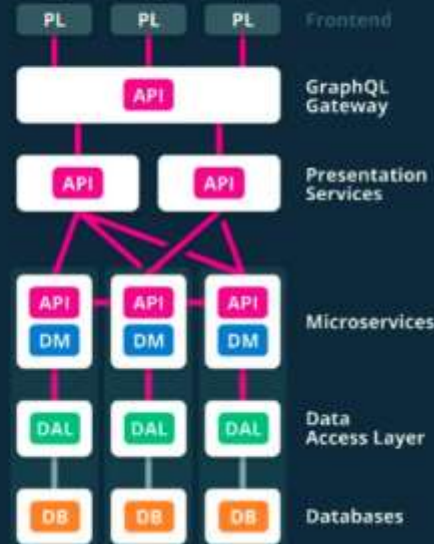 PL PL PL Frontend
API GraphQL
Gateway
API API Presentation
Services
API API API
DM DM DM Microservices
DAL DAL DAL Data
Access Layer
DB DB DB Databases